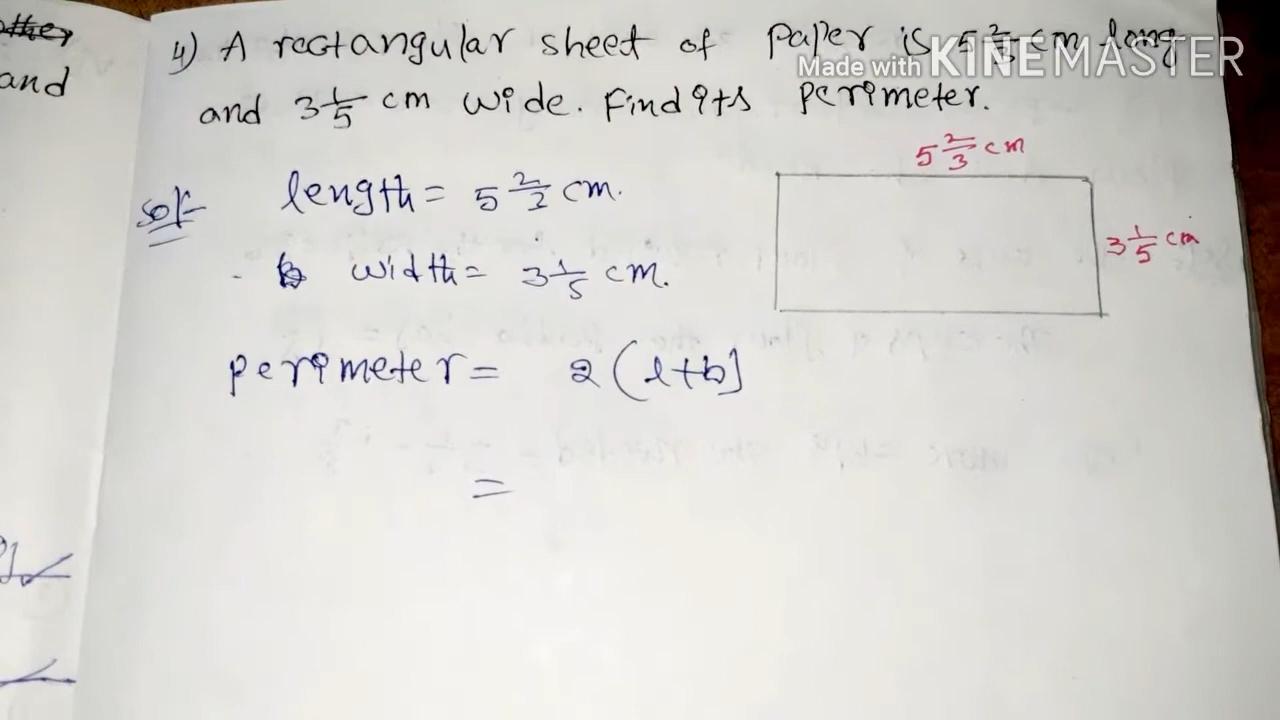 other
and
4) A rectangular sheet of paper is 5 2/3 cm long
Made with KINEMASTER
and 3 1/5 cm wide. Find its perimeter.
5 2/3 cm
Sol:-
length = 5 2/3 cm.
3 1/5 cm
width = 3 1/5 cm.
perimeter = 2 (l+b]
=